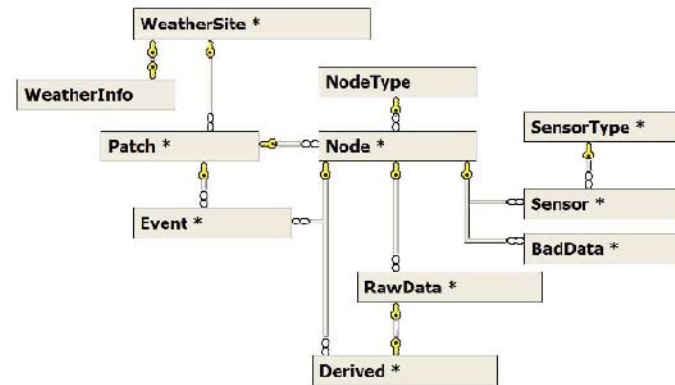 WeatherSite *
WeatherInfo
NodeType
SensorType *
Patch *
Node *
Sensor *
Event *
BadData *
RawData *
Derived *